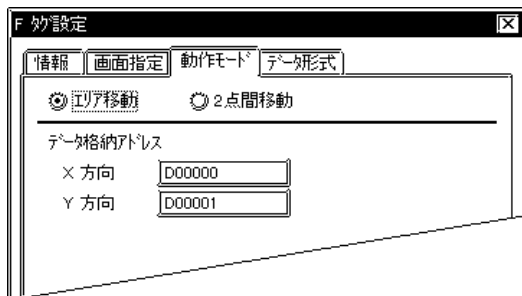 F ﾀｸﾞ設定
情報 画面指定 動作ﾓｰﾄﾞ ﾃﾞｰﾀ形式
ｴﾘｱ移動 2点間移動
ﾃﾞｰﾀ格納ｱﾄﾞﾚｽ
X 方向 D00000
Y 方向 D00001